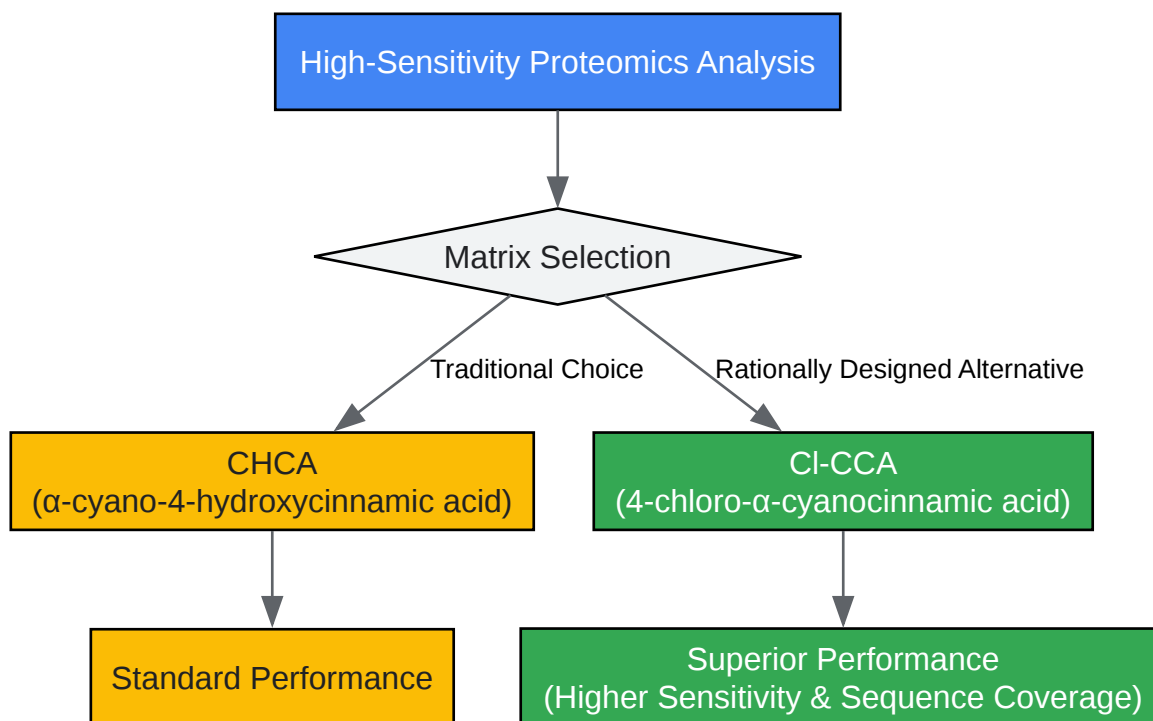 High-Sensitivity Proteomics Analysis
Matrix Selection
Traditional Choice
Rationally Designed Alternative
CHCA
(α-cyano-4-hydroxycinnamic acid)
Cl-CCA
(4-chloro-α-cyanocinnamic acid)
Standard Performance
Superior Performance
(Higher Sensitivity & Sequence Coverage)